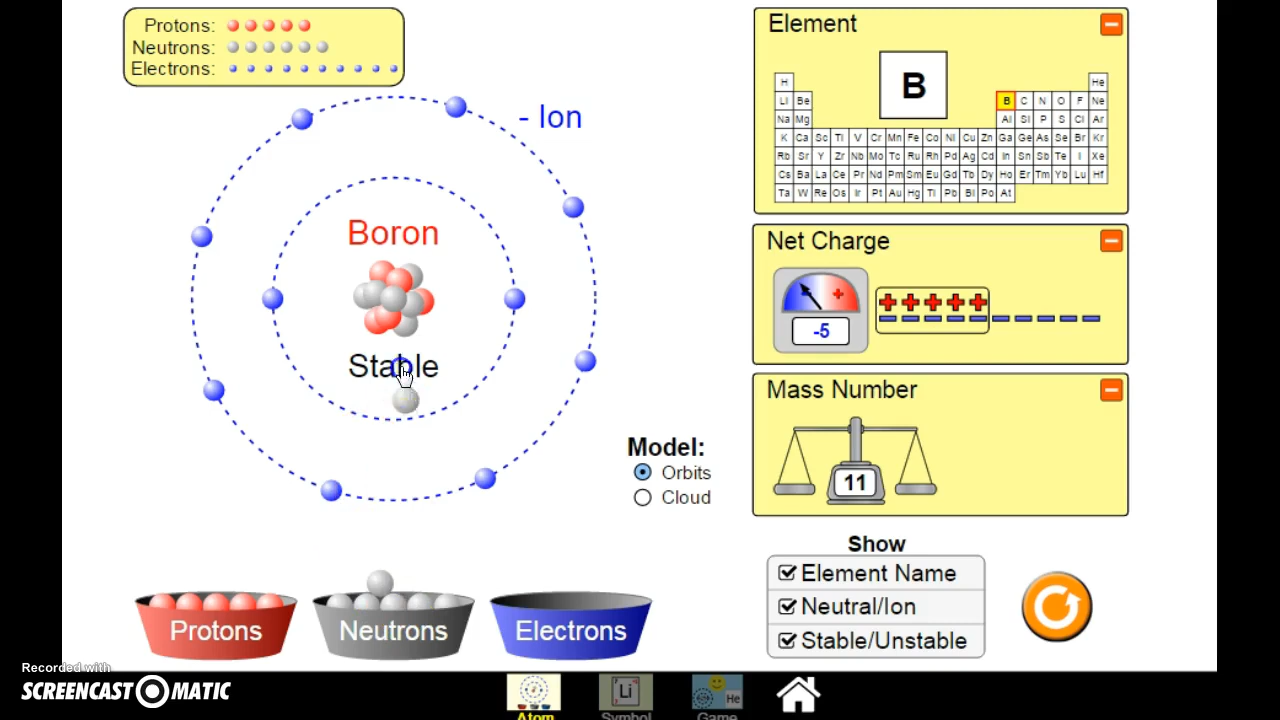 Protons:
Neutrons:
Electrons:
- Ion
Boron
Stable
Model:
Orbits
Cloud
Protons
Neutrons
Electrons
Element
B
H He
Li Be B C N O F Ne
Na Mg Al Si P S Cl Ar
K Ca Sc Ti V Cr Mn Fe Co Ni Cu Zn Ga Ge As Se Br Kr
Rb Sr Y Zr Nb Mo Tc Ru Rh Pd Ag Cd In Sn Sb Te I Xe
Cs Ba La Ce Pr Nd Pm Sm Eu Gd Tb Dy Ho Er Tm Yb Lu Hf
Ta W Re Os Ir Pt Au Hg Tl Pb Bi Po At
Net Charge
-5
Mass Number
11
Show
Element Name
Neutral/Ion
Stable/Unstable
Recorded with
SCREENCAST MATIC
Li
He
Atom Symbol Game